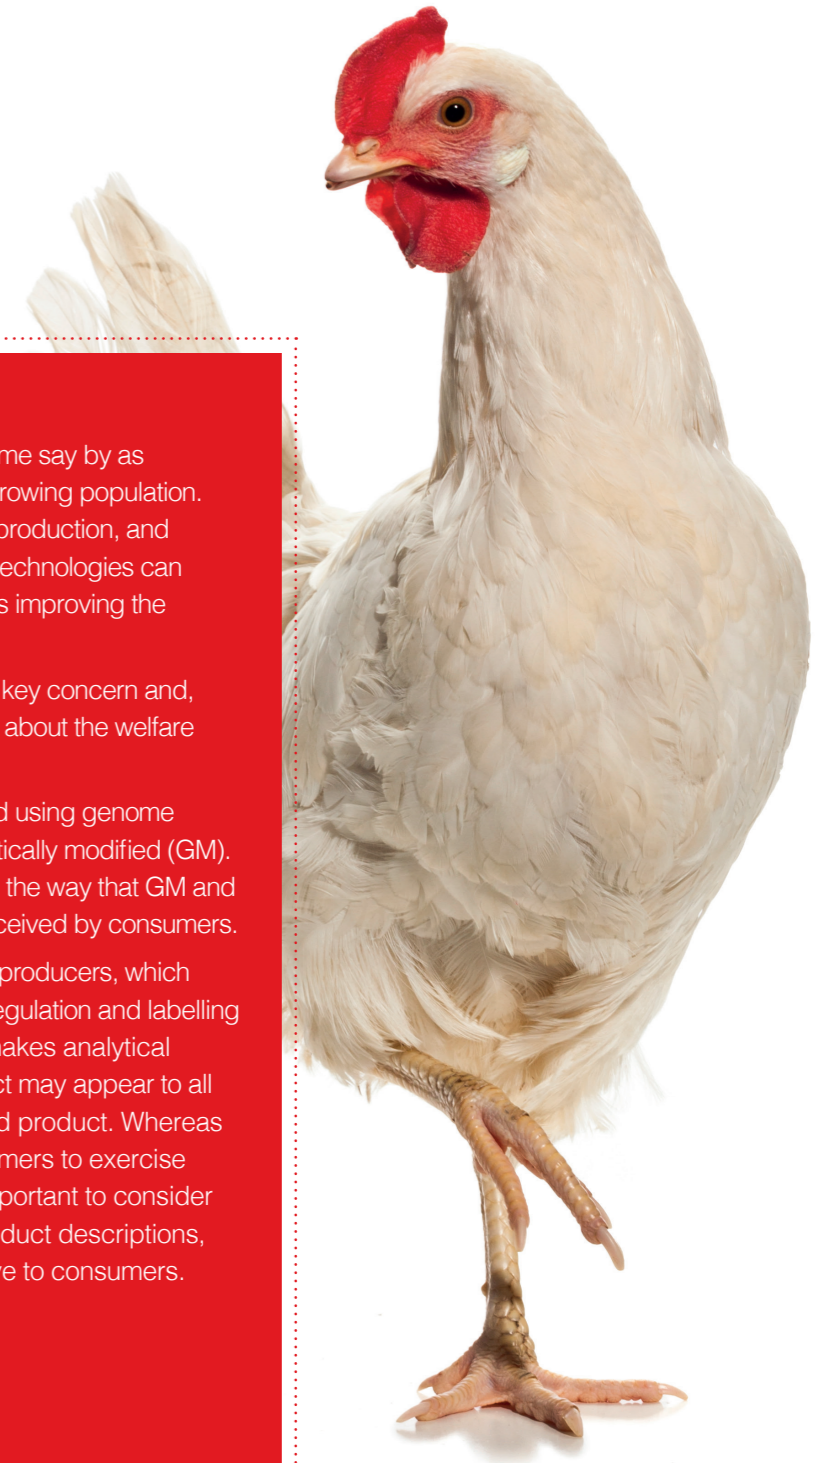 me say by as
rowing population.
production, and
echnologies can
s improving the
key concern and,
about the welfare
d using genome
tically modified (GM).
the way that GM and
ceived by consumers.
producers, which
egulation and labelling
nakes analytical
ct may appear to all
d product. Whereas
mers to exercise
portant to consider
duct descriptions,
ve to consumers.